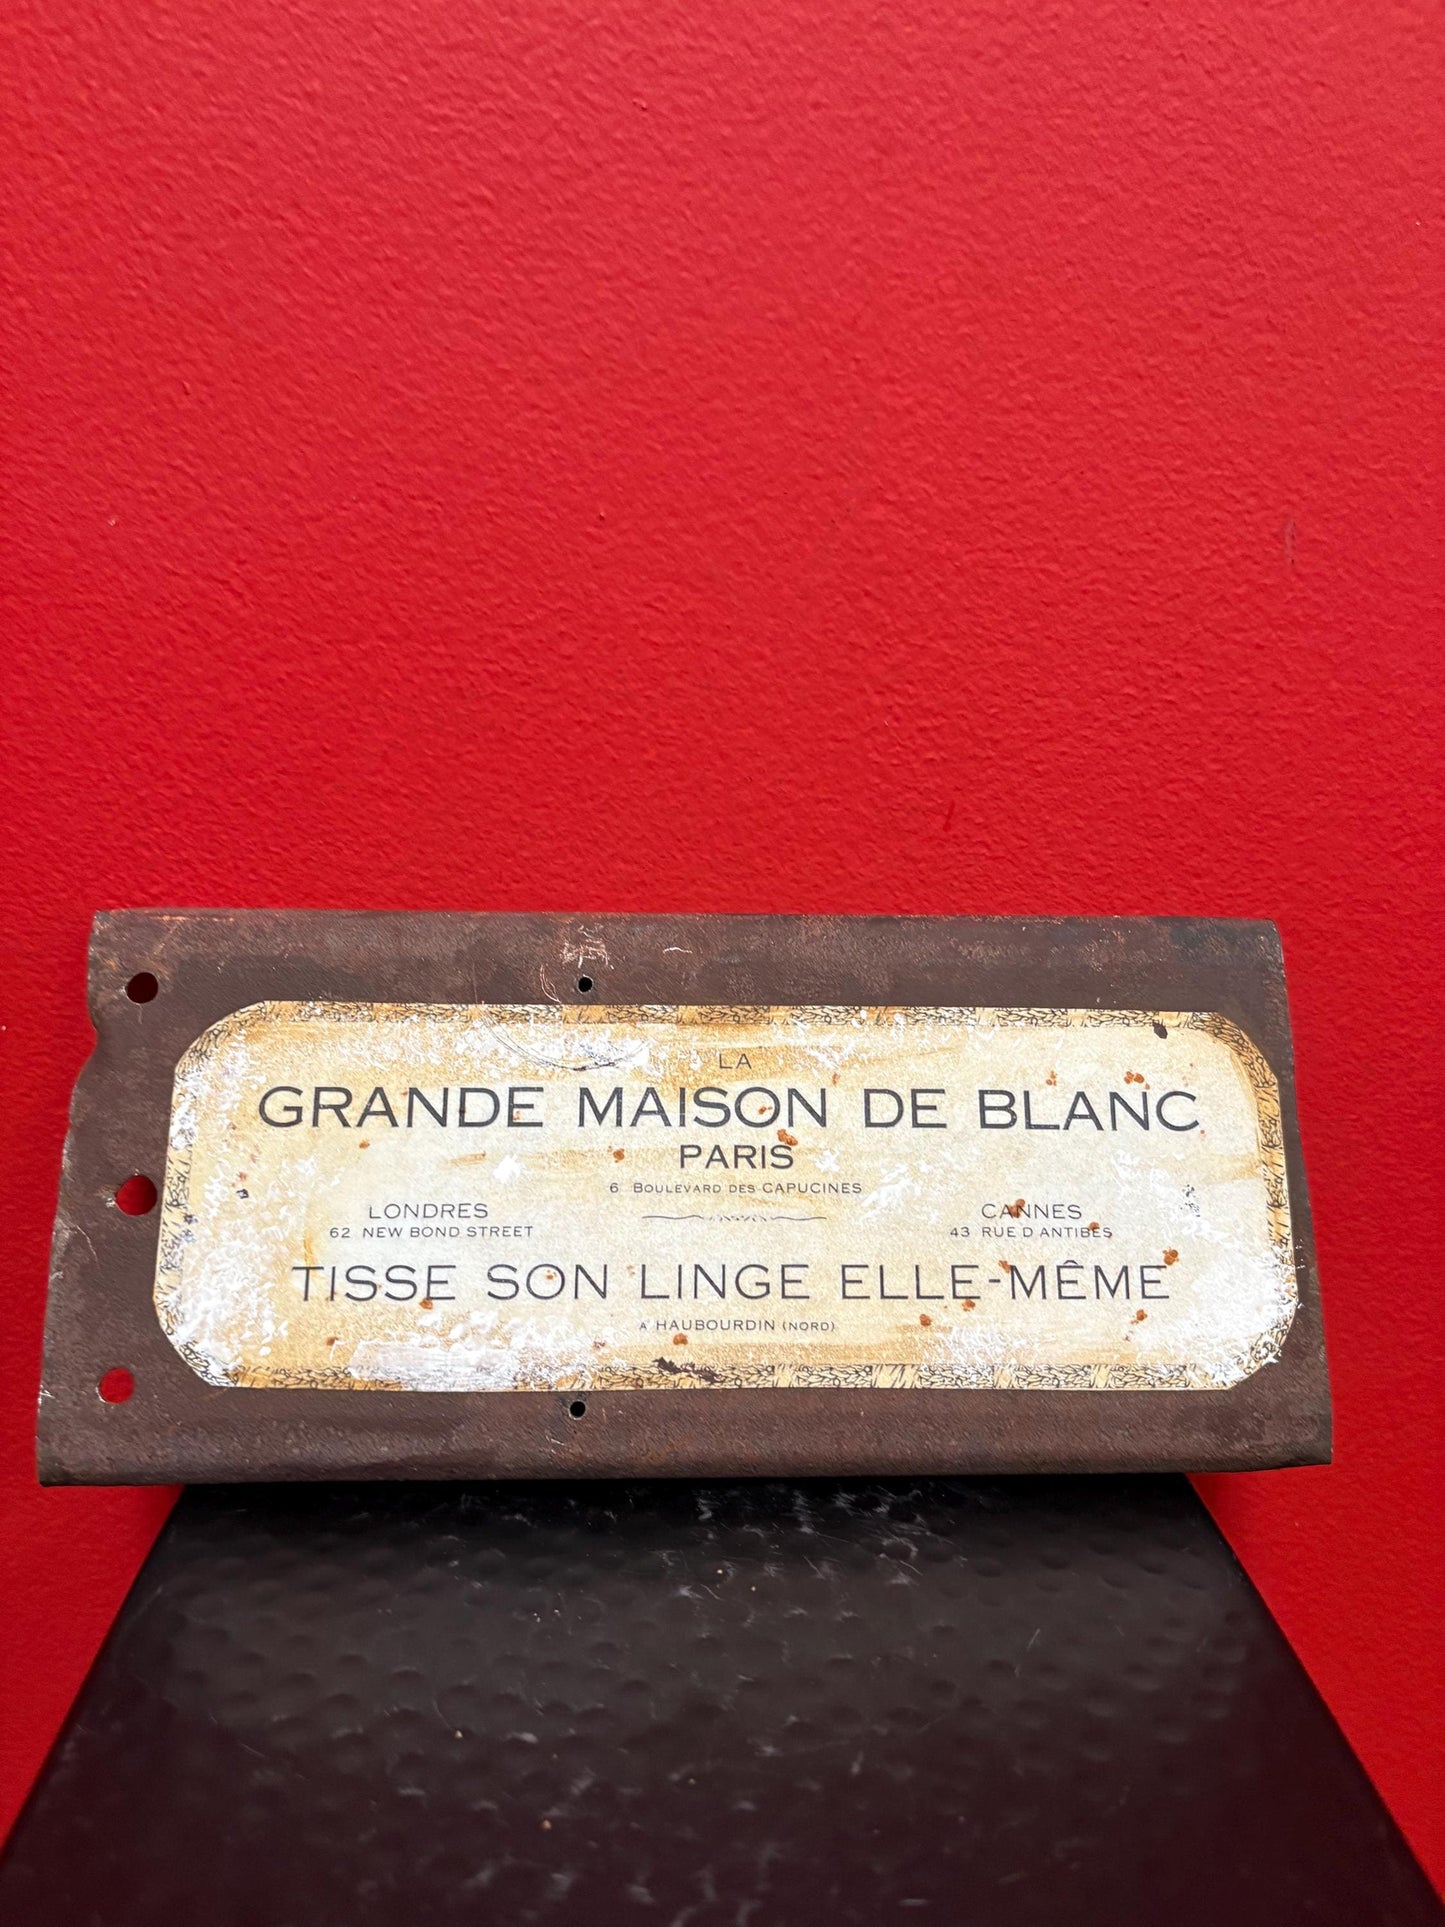 LA
GRANDE MAISON DE BLANC
PARIS
6 BOULEVARD DES CAPUCINES
LONDRES
62 NEW BOND STREET
CANNES
43 RUE D ANTIBES
TISSE SON LINGE ELLE-MÊME
A HAUBOURDIN (NORD)